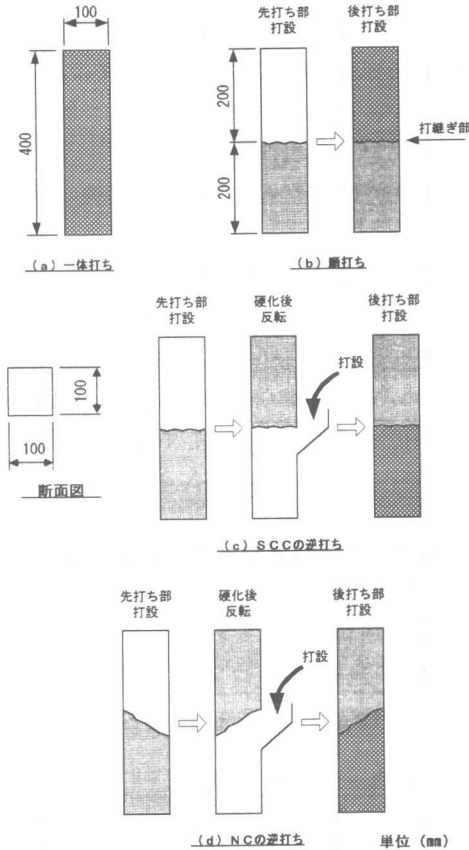 100
400
(a)一体打ち
先打ち部
打設
後打ち部
打設
200
200
打継ぎ部
(b)順打ち
先打ち部
打設
硬化後
反転
後打ち部
打設
打設
100
100
断面図
(c)SCCの逆打ち
先打ち部
打設
硬化後
反転
後打ち部
打設
打設
(d)NCの逆打ち
単位(mm)